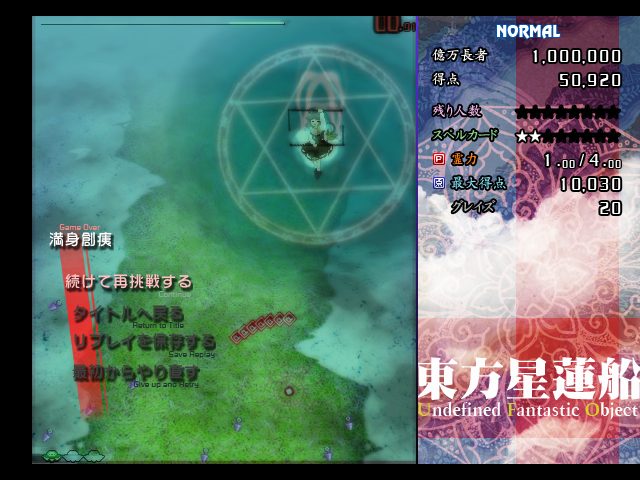 NORMAL
億万長者 1,000,000
得点 50,920
残り人数
スペルカード ★★
P 霊力 1.00/4.00
最大得点 10,030
グレイズ 20
Game Over
満身創痍
続けて再挑戦する
Continue
タイトルへ戻る
Return to Title
リプレイを保存する
Save Replay
最初からやり直す
Give up and Retry
東方星蓮船
Undefined Fantastic Object